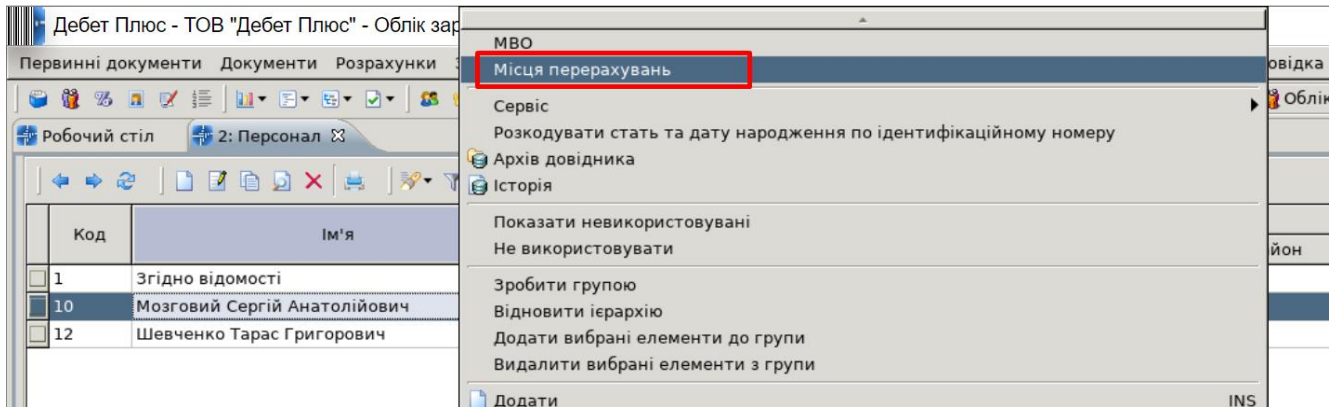 Дебет Плюс - ТОВ "Дебет Плюс" - Облік зар
Первинні документи Документи Розрахунки
овідка
Облік
Робочий стіл
2: Персонал
Код
Ім'я
йон
1 Згідно відомості
10 Мозговий Сергій Анатолійович
12 Шевченко Тарас Григорович
МВО
Місця перерахувань
Сервіс
Розкодувати стать та дату народження по ідентифікаційному номеру
Архів довідника
Історія
Показати невикористовувані
Не використовувати
Зробити групою
Відновити ієрархію
Додати вибрані елементи до групи
Видалити вибрані елементи з групи
Додати INS